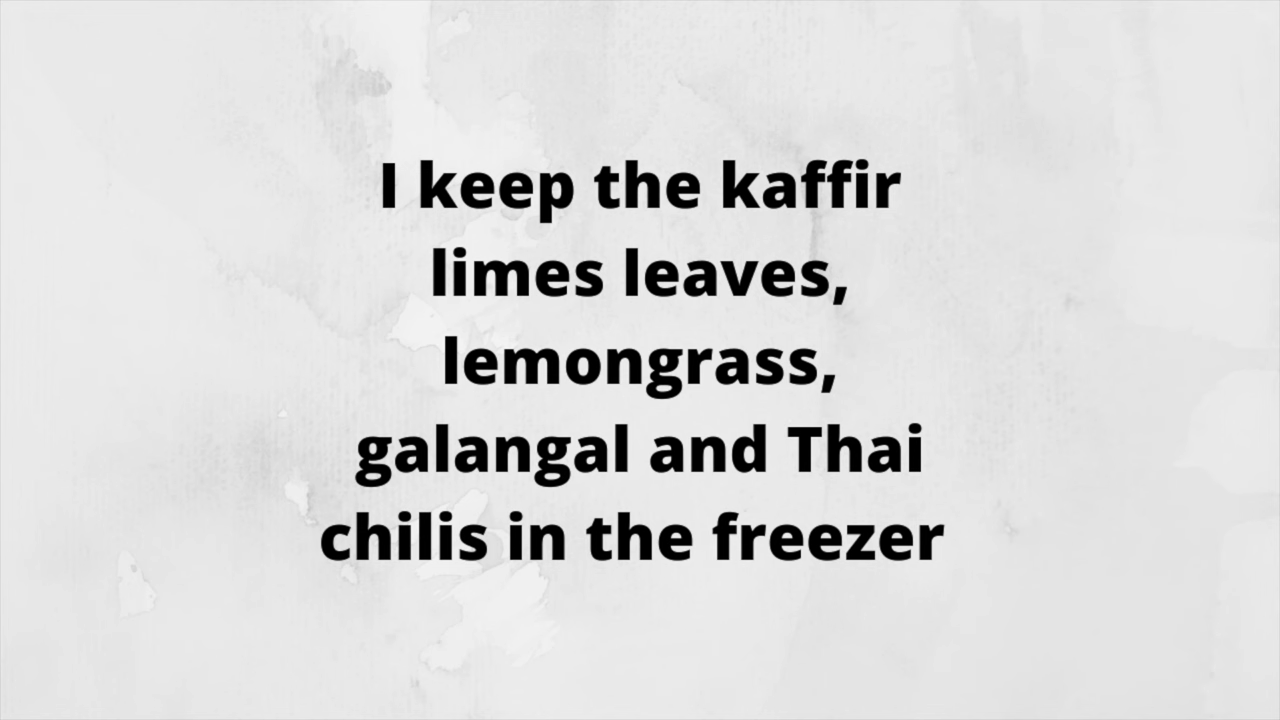 I keep the kaffir
limes leaves,
lemongrass,
galangal and Thai
chilis in the freezer